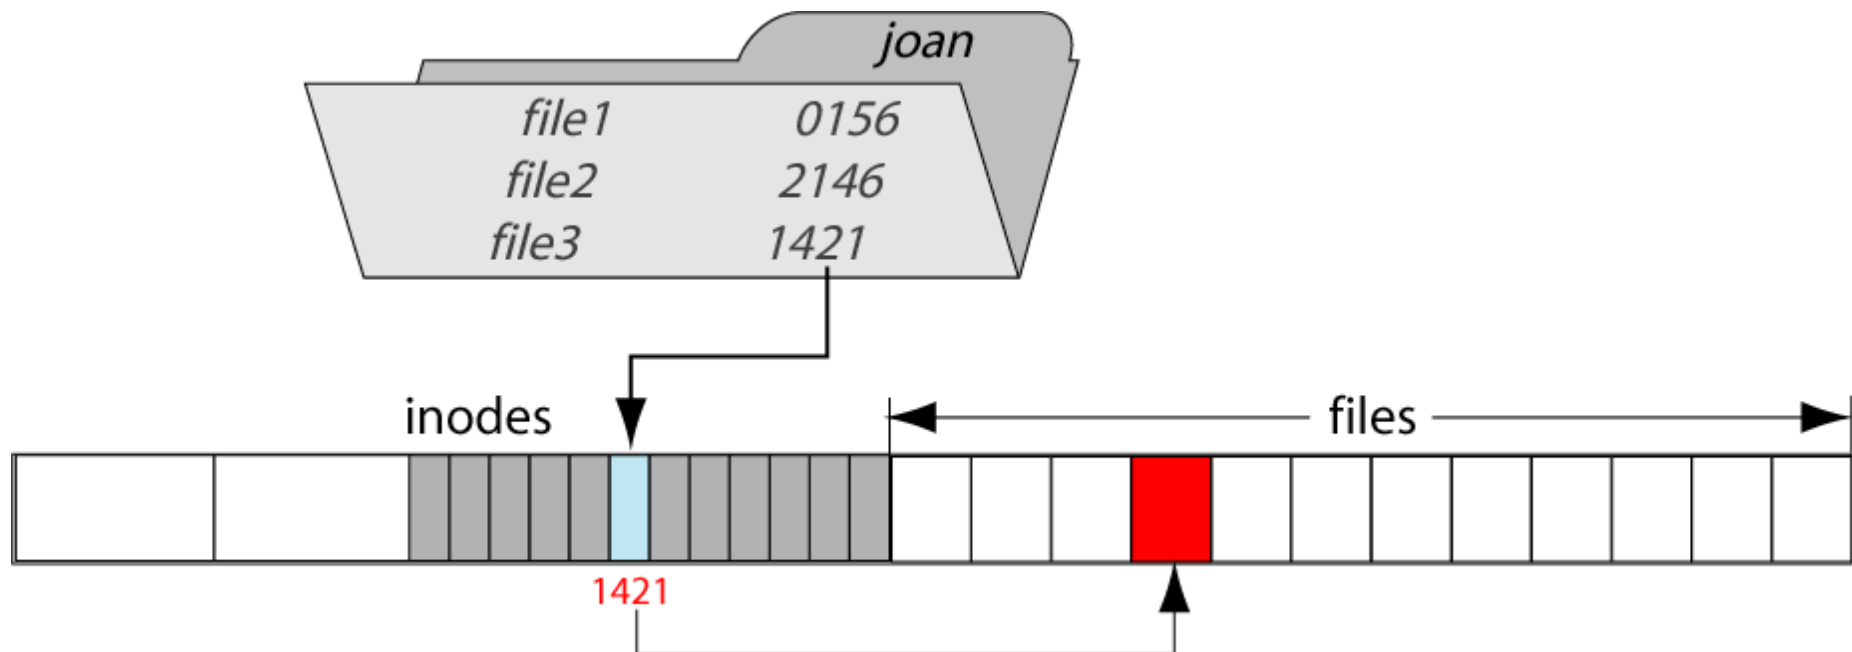 joan
file1 0156
file2 2146
file3 1421
inodes files
1421